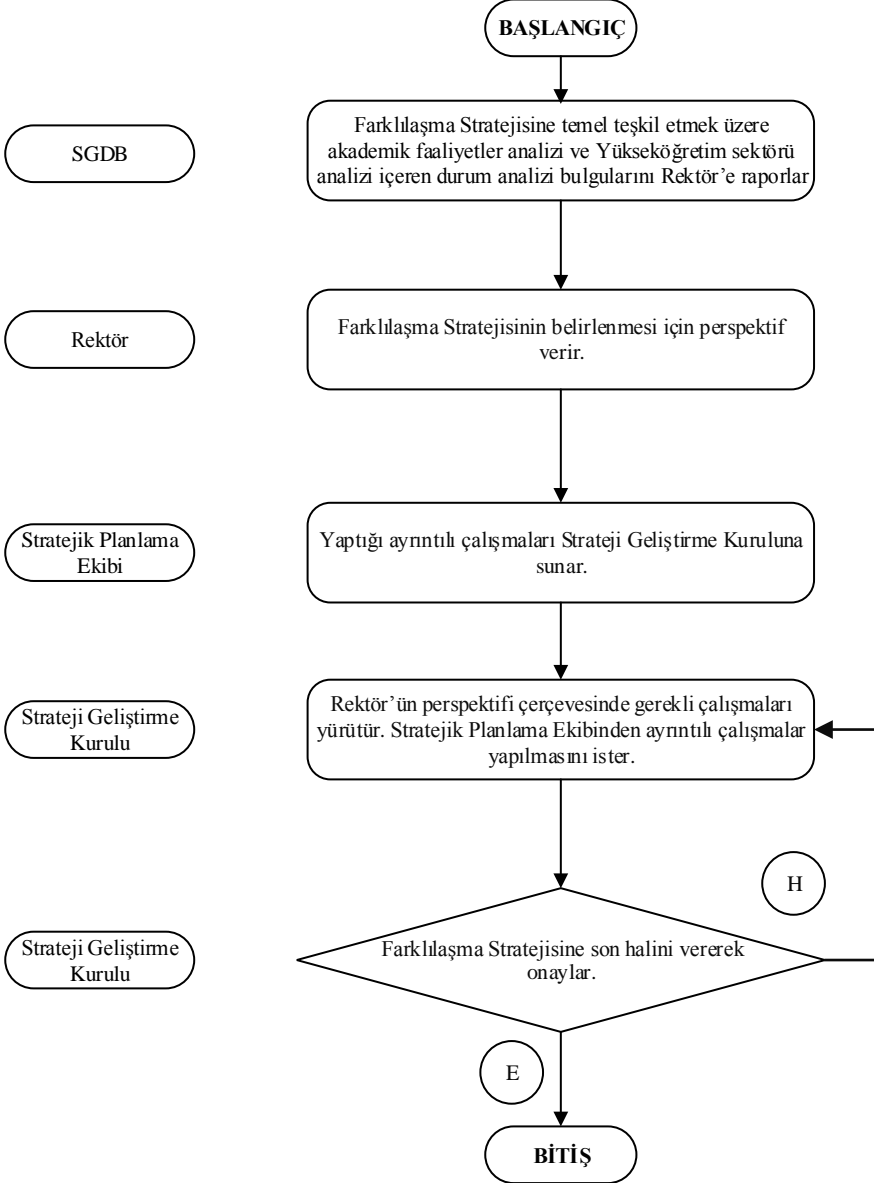 BAŞLANGIÇ
SGDB
Farklılaşma Stratejisine temel teşkil etmek üzere
akademik faaliyetler analizi ve Yükseköğretim sektörü
analizi içeren durum analizi bulgularını Rektör’e raporlar
Rektör
Farklılaşma Stratejisinin belirlenmesi için perspektif
verir.
Stratejik Planlama
Ekibi
Yaptığı ayrıntılı çalışmaları Strateji Geliştirme Kuruluna
sunar.
Strateji Geliştirme
Kurulu
Rektör’ün perspektifi çerçevesinde gerekli çalışmaları
yürütür. Stratejik Planlama Ekibinden ayrıntılı çalışmalar
yapılmasını ister.
H
Strateji Geliştirme
Kurulu
Farklılaşma Stratejisine son halini vererek
onaylar.
E
BİTİŞ